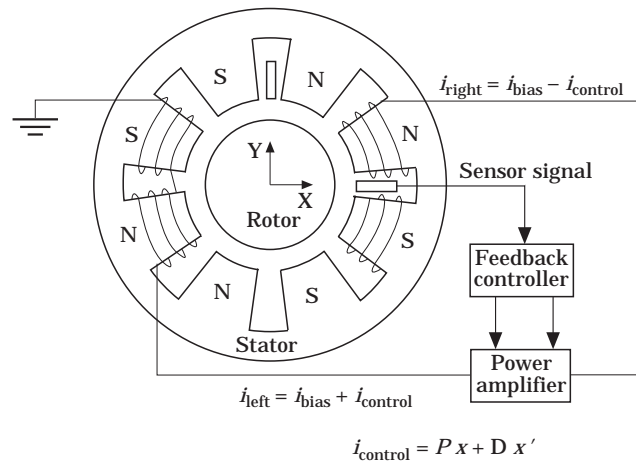 S
N
i_right = i_bias − i_control
S
N
Y
X
Sensor signal
Rotor
N
S
Feedback
controller
N
S
Stator
Power
amplifier
i_left = i_bias + i_control
i_control = P x + D x′